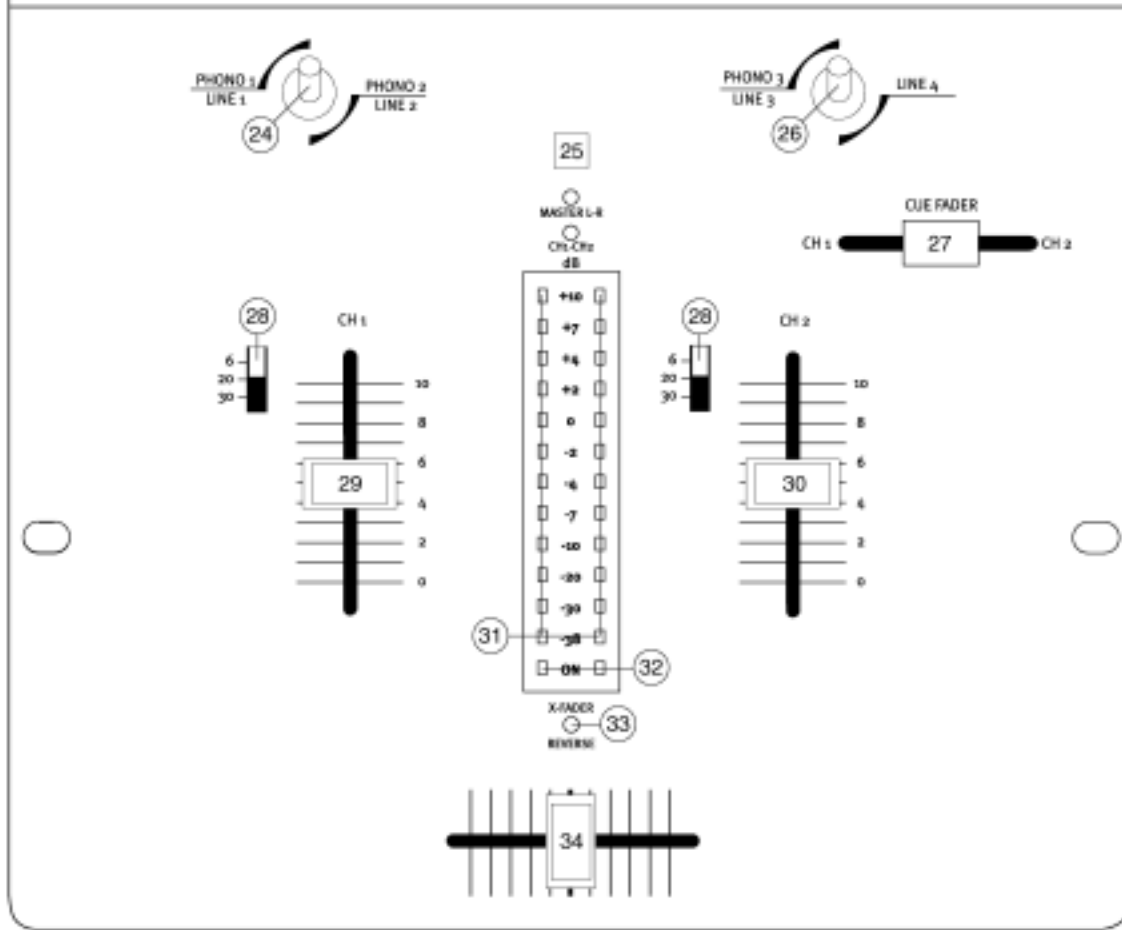 PHONO 1
LINE 1
PHONO 2
LINE 2
24
PHONO 3
LINE 3
LINE 4
26
25
MASTER L-R
CH1-CH2
dB
CUE FADER
CH 1
27
CH 2
28
6
20
30
CH 1
10
8
6
4
2
0
29
+10
+7
+4
+2
0
-2
-4
-7
-10
-20
-30
-38
ON
31
32
28
6
20
30
CH 2
10
8
6
4
2
0
30
X-FADER
33
REVERSE
34